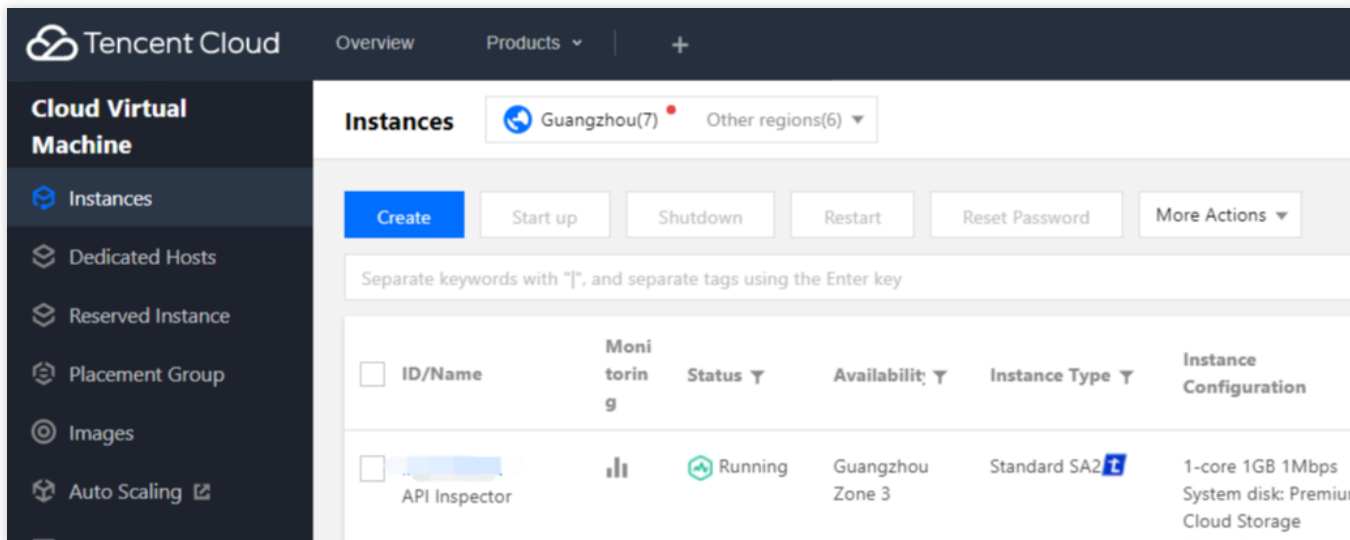 Tencent Cloud Overview Products +
Cloud Virtual
Machine
Instances
Dedicated Hosts
Reserved Instance
Placement Group
Images
Auto Scaling
Instances Guangzhou(7) Other regions(6)
Create Start up Shutdown Restart Reset Password More Actions
Separate keywords with "|", and separate tags using the Enter key
ID/Name
Moni
torin
g
Status
Availabilit
Instance Type
Instance
Configuration
API Inspector
Running
Guangzhou
Zone 3
Standard SA2
1-core 1GB 1Mbps
System disk: Premiu
Cloud Storage